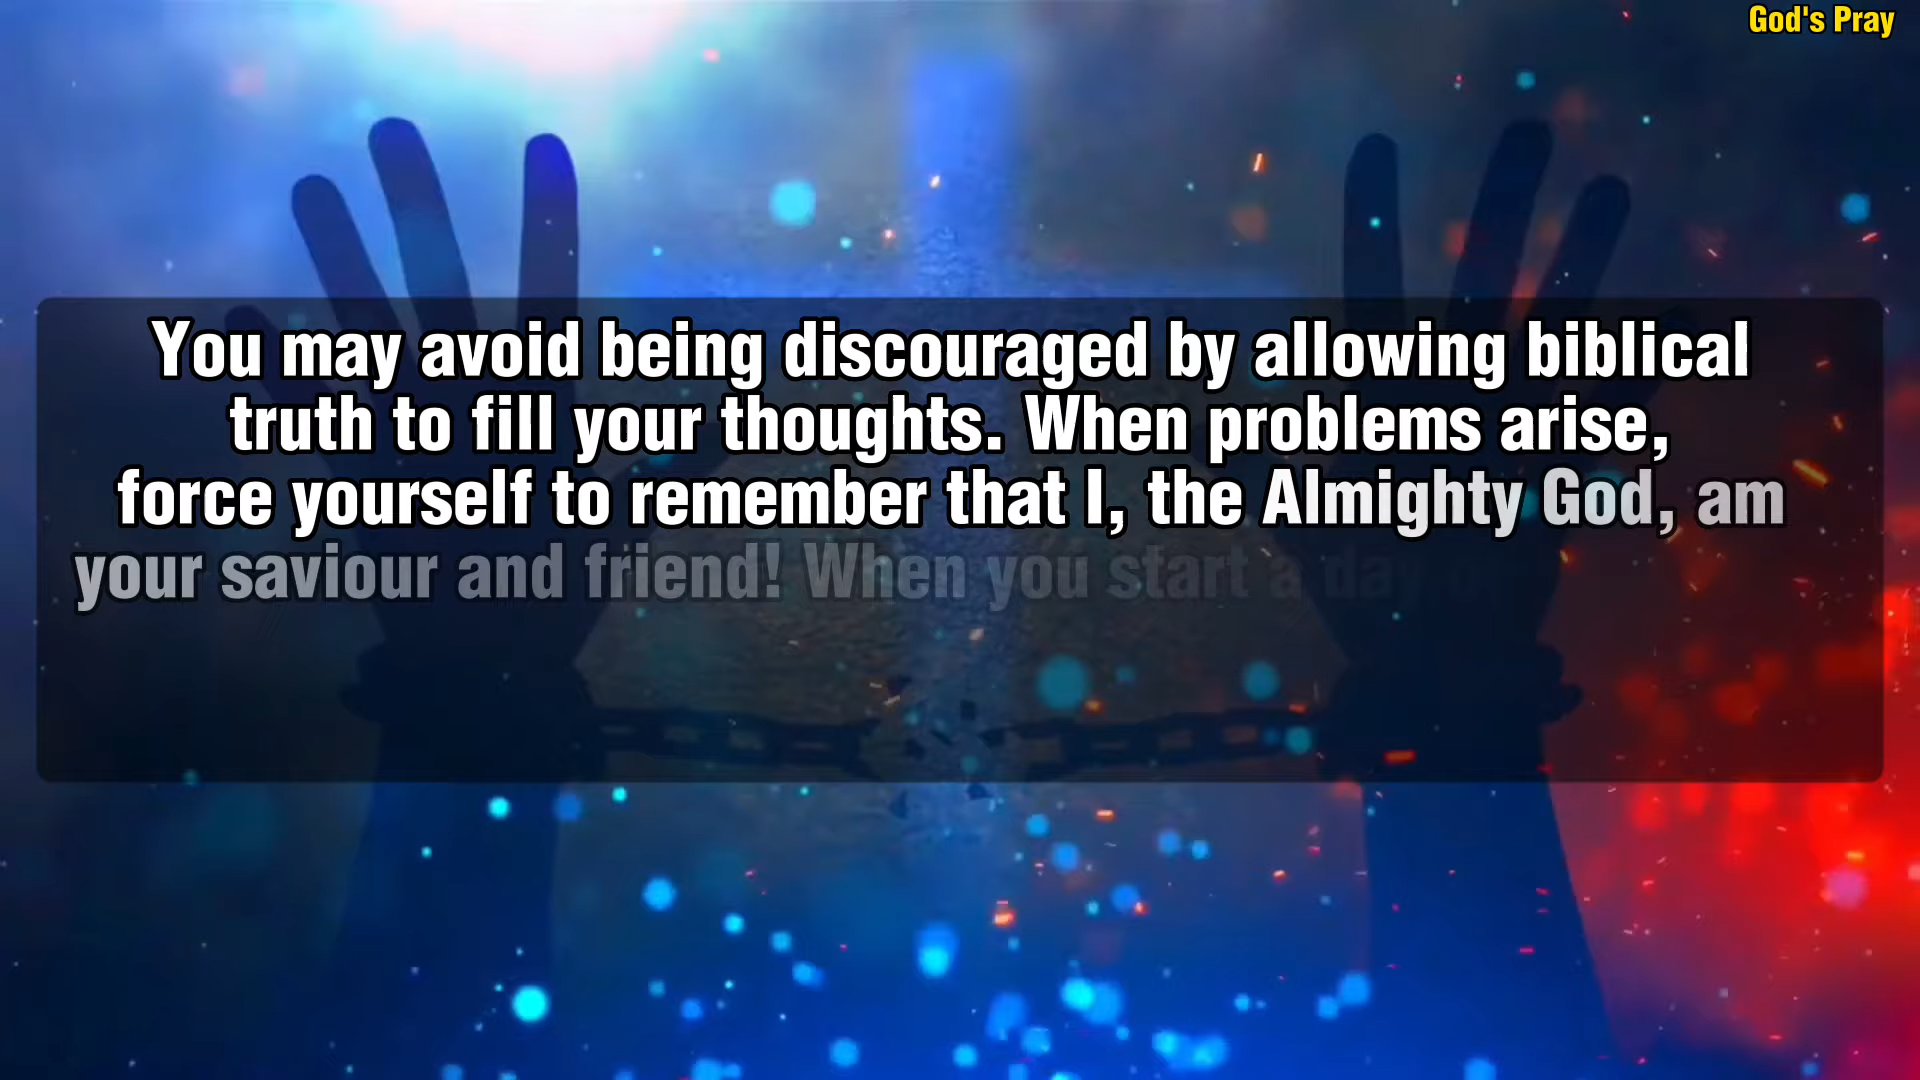 God's Pray
You may avoid being discouraged by allowing biblical
truth to fill your thoughts. When problems arise,
force yourself to remember that I, the Almighty God, am
your saviour and friend! When you start a day